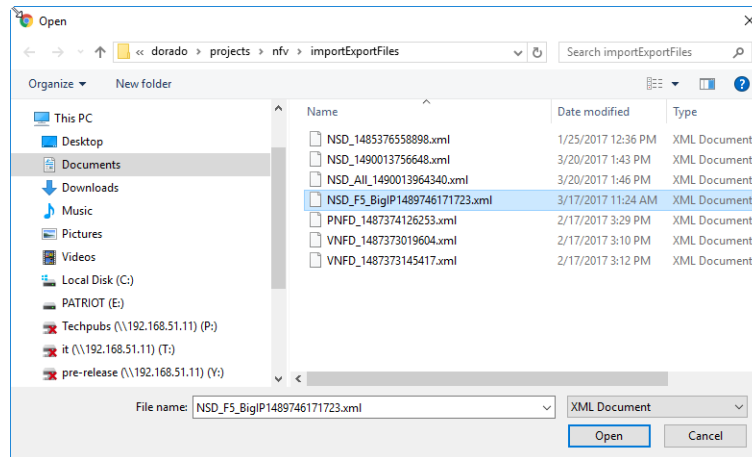 Open
« dorado › projects › nfv › importExportFiles
Search importExportFiles
Organize
New folder
?
This PC
Desktop
Documents
Downloads
Music
Pictures
Videos
Local Disk (C:)
PATRIOT (E:)
Techpubs (\\192.168.51.11) (P:)
it (\\192.168.51.11) (T:)
pre-release (\\192.168.51.11) (Y:)
Name Date modified Type
NSD_1485376558898.xml 1/25/2017 12:36 PM XML Document
NSD_1490013756648.xml 3/20/2017 1:43 PM XML Document
NSD_All_1490013964340.xml 3/20/2017 1:46 PM XML Document
NSD_F5_BigIP1489746171723.xml 3/17/2017 11:24 AM XML Document
PNFD_1487374126253.xml 2/17/2017 3:29 PM XML Document
VNFD_1487373019604.xml 2/17/2017 3:10 PM XML Document
VNFD_1487373145417.xml 2/17/2017 3:12 PM XML Document
File name: NSD_F5_BigIP1489746171723.xml
XML Document
Open
Cancel